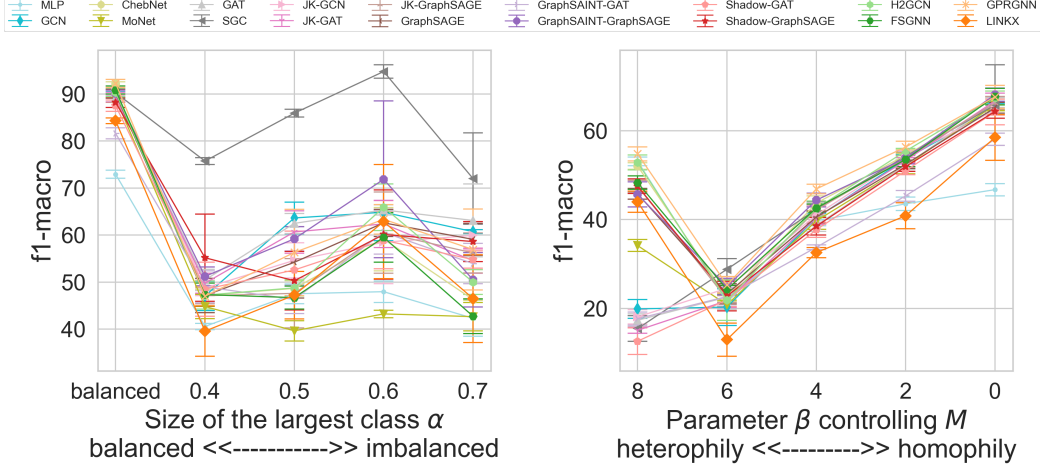 MLP ChebNet GAT JK-GCN JK-GraphSAGE GraphSAINT-GAT Shadow-GAT H2GCN GPRGNN
GCN MoNet SGC JK-GAT GraphSAGE GraphSAINT-GraphSAGE Shadow-GraphSAGE FSGNN LINKX
f1-macro
90
80
70
60
50
40
balanced 0.4 0.5 0.6 0.7
Size of the largest class α
balanced <<----------->> imbalanced
f1-macro
60
40
20
8 6 4 2 0
Parameter β controlling M
heterophily <<--------->> homophily